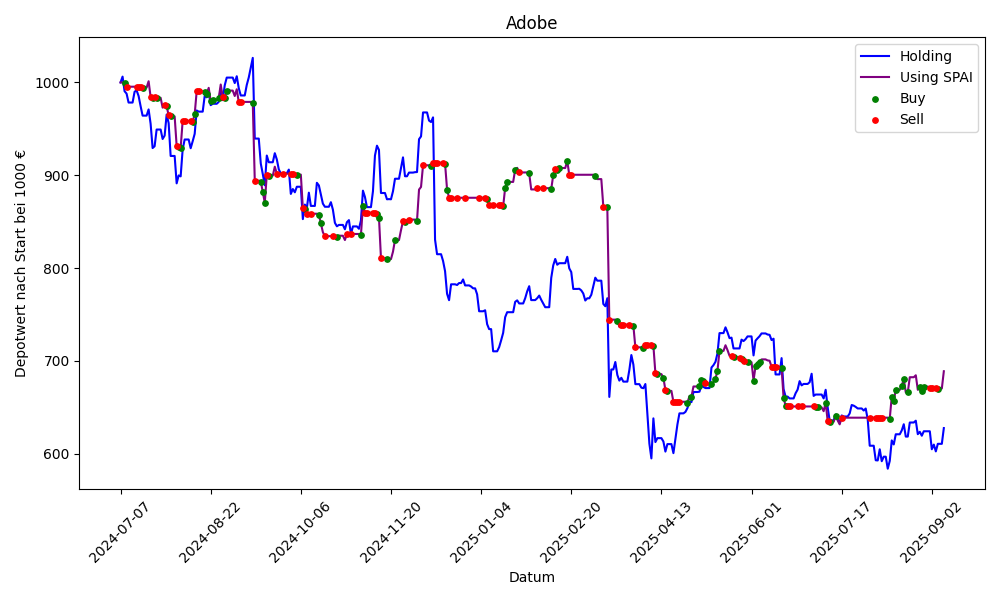 Adobe
Holding
Using SPAI
Buy
Sell
Depotwert nach Start bei 1000 €
1000
900
800
700
600
2024-07-07
2024-08-22
2024-10-06
2024-11-20
2025-01-04
2025-02-20
2025-04-13
2025-06-01
2025-07-17
2025-09-02
Datum